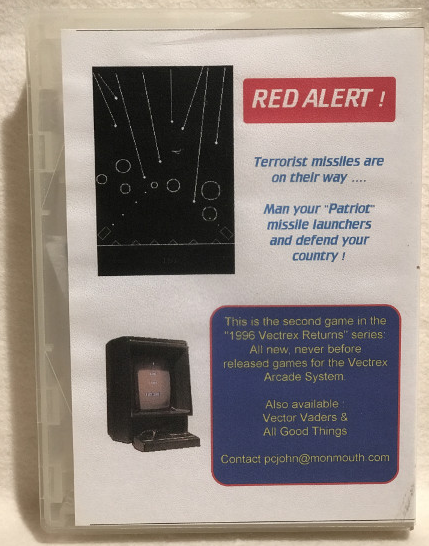 RED ALERT !
Terrorist missiles are
on their way ....
Man your "Patriot"
missile launchers
and defend your
country !
This is the second game in the
"1996 Vectrex Returns" series:
All new, never before
released games for the Vectrex
Arcade System.
Also available :
Vector Vaders &
All Good Things
Contact pcjohn@monmouth.com